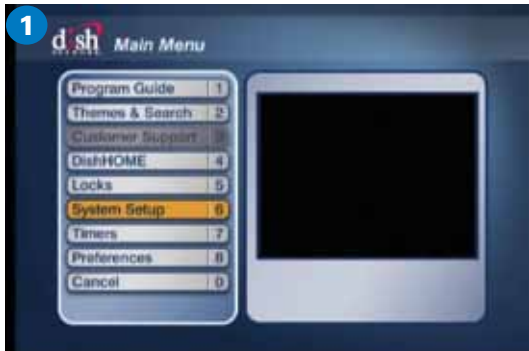 1
dish Main Menu
NETWORK
Program Guide 1
Themes & Search 2
Customer Support 3
DishHOME 4
Locks 5
System Setup 6
Timers 7
Preferences 8
Cancel 0